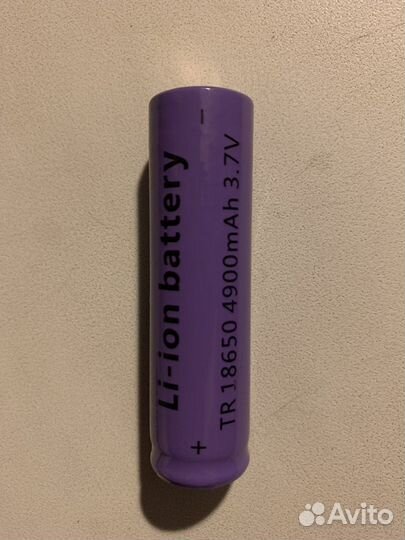 Li-ion battery
TR 18650 4900mAh 3.7V
+
−
Avito